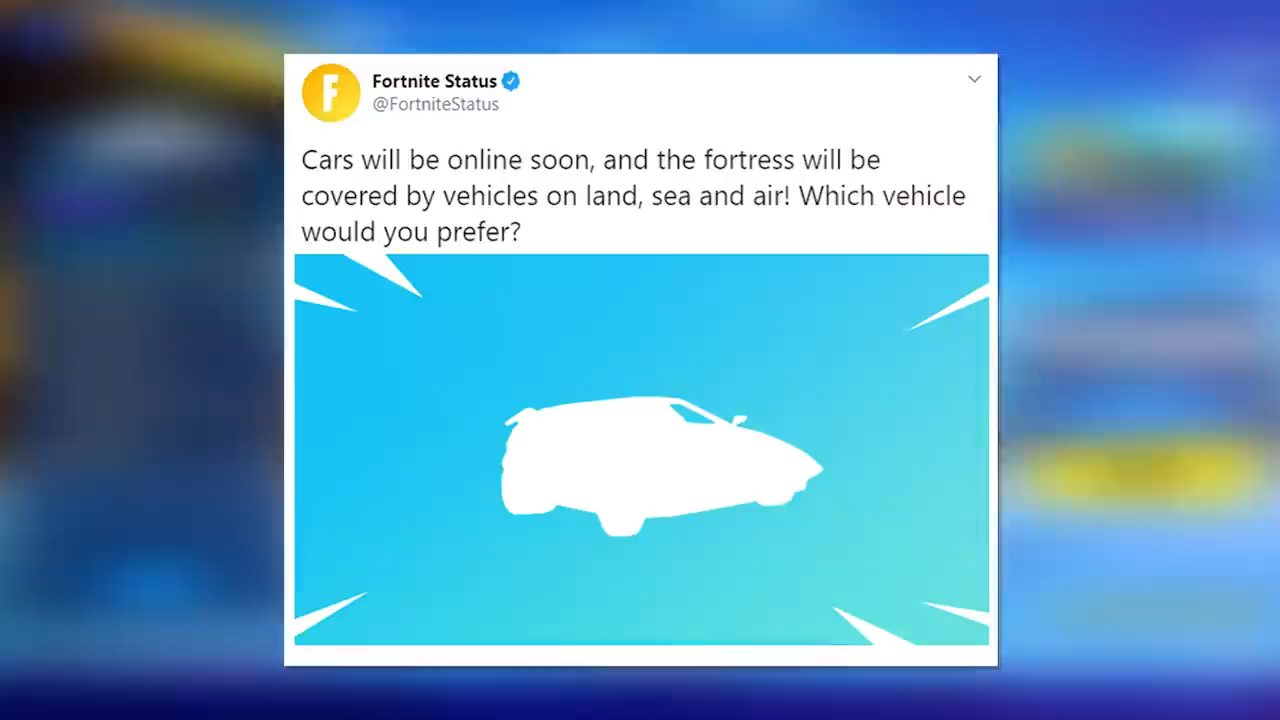 F
Fortnite Status
@FortniteStatus
Cars will be online soon, and the fortress will be
covered by vehicles on land, sea and air! Which vehicle
would you prefer?